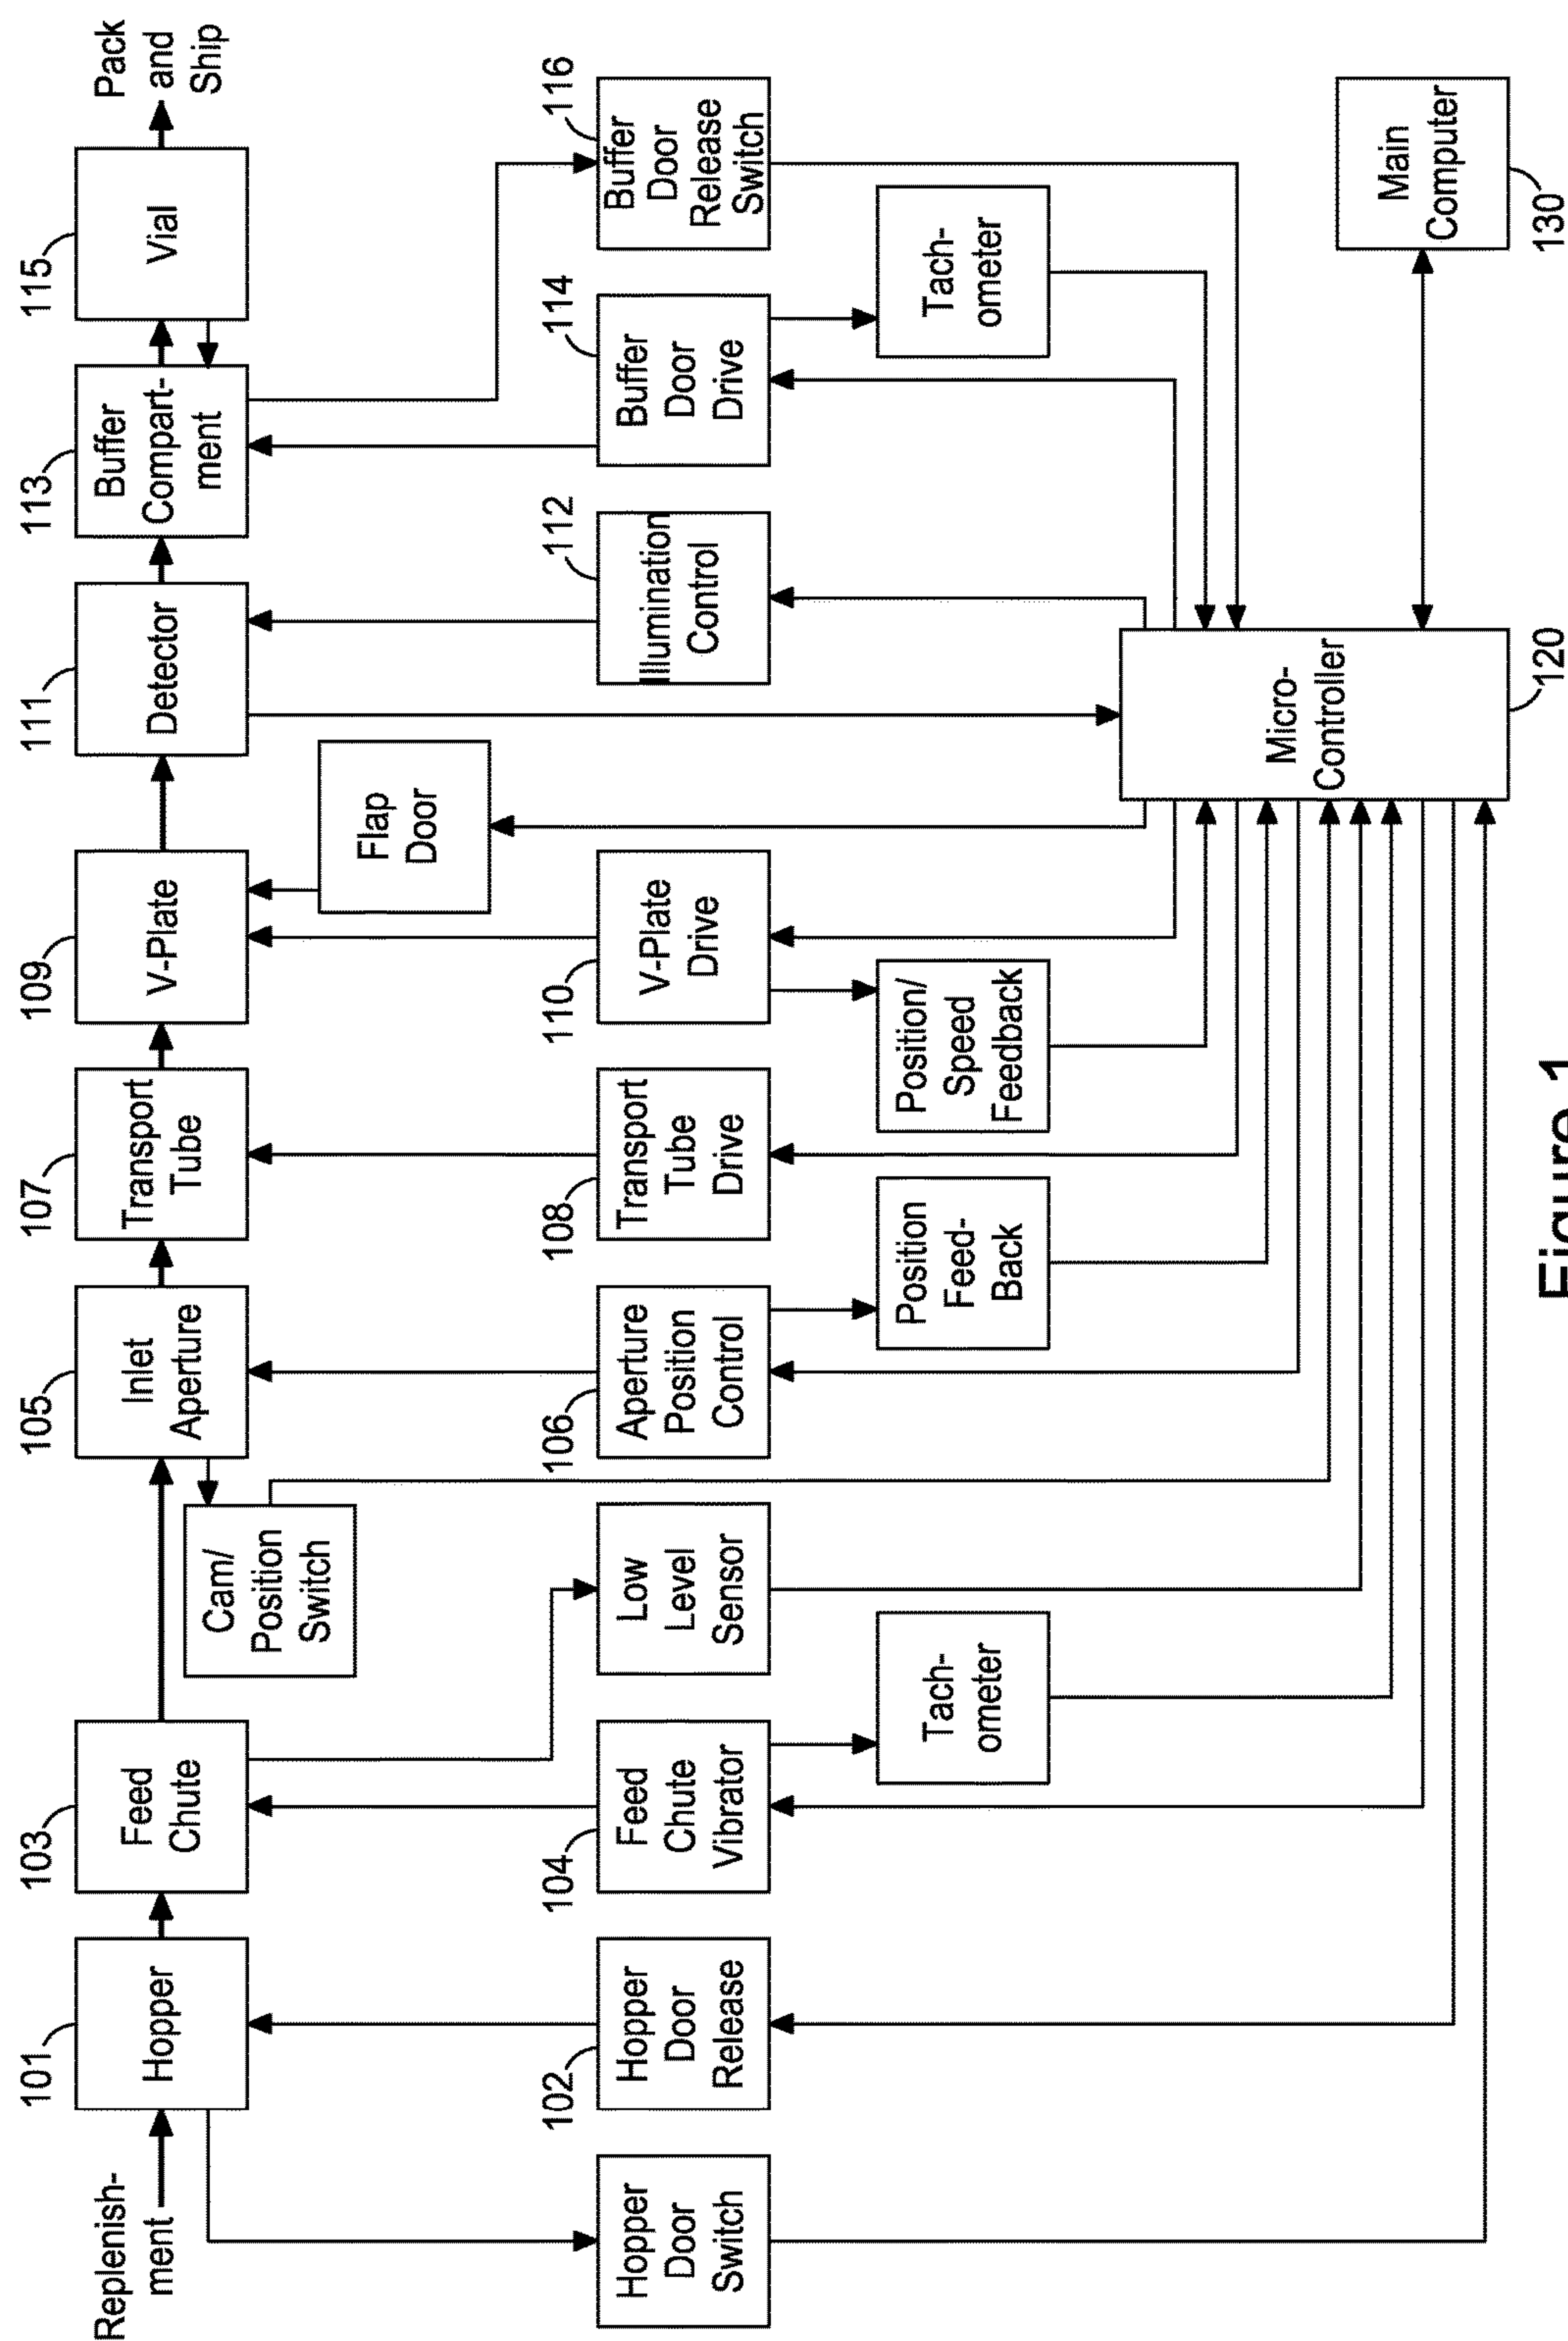 Replenish-
ment
101
Hopper
103
Feed
Chute
Cam/
Position
Switch
105
Inlet
Aperture
107
Transport
Tube
109
V-Plate
Flap
Door
111
Detector
113
Buffer
Compart-
ment
115
Vial
Pack
and
Ship
Hopper
Door
Switch
102
Hopper
Door
Release
104
Feed
Chute
Vibrator
Low
Level
Sensor
106
Aperture
Position
Control
108
Transport
Tube
Drive
110
V-Plate
Drive
112
Illumination
Control
114
Buffer
Door
Drive
116
Buffer
Door
Release
Switch
Tach-
ometer
Position
Feed-
Back
Position/
Speed
Feedback
Tach-
ometer
Micro-
Controller
120
Main
Computer
130
Figure 1